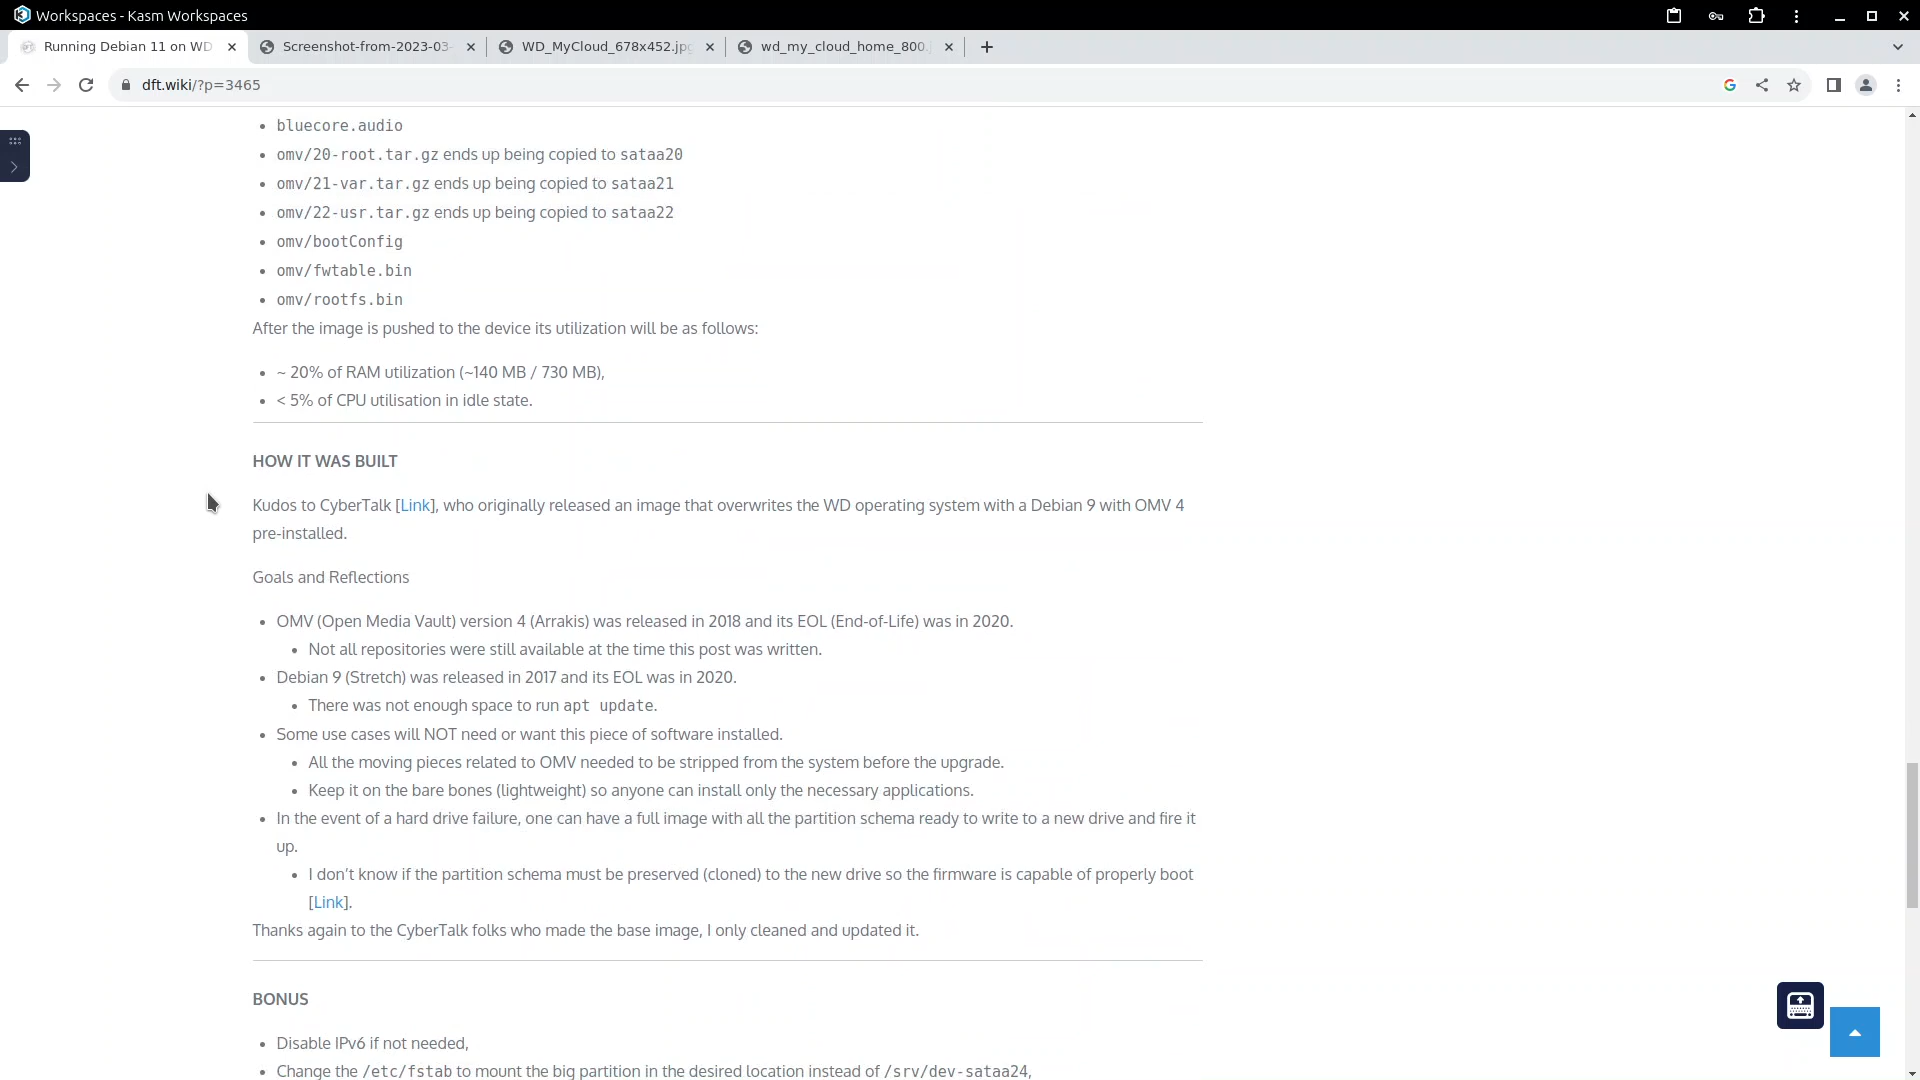 Workspaces - Kasm Workspaces
Running Debian 11 on WD
Screenshot-from-2023-03-
WD_MyCloud_678x452.jpg
wd_my_cloud_home_800.
dft.wiki/?p=3465
• bluecore.audio
• omv/20-root.tar.gz ends up being copied to sataa20
• omv/21-var.tar.gz ends up being copied to sataa21
• omv/22-usr.tar.gz ends up being copied to sataa22
• omv/bootConfig
• omv/fwtable.bin
• omv/rootfs.bin
After the image is pushed to the device its utilization will be as follows:
• ~ 20% of RAM utilization (~140 MB / 730 MB),
• < 5% of CPU utilisation in idle state.
HOW IT WAS BUILT
Kudos to CyberTalk [Link], who originally released an image that overwrites the WD operating system with a Debian 9 with OMV 4
pre-installed.
Goals and Reflections
• OMV (Open Media Vault) version 4 (Arrakis) was released in 2018 and its EOL (End-of-Life) was in 2020.
• Not all repositories were still available at the time this post was written.
• Debian 9 (Stretch) was released in 2017 and its EOL was in 2020.
• There was not enough space to run apt update.
• Some use cases will NOT need or want this piece of software installed.
• All the moving pieces related to OMV needed to be stripped from the system before the upgrade.
• Keep it on the bare bones (lightweight) so anyone can install only the necessary applications.
• In the event of a hard drive failure, one can have a full image with all the partition schema ready to write to a new drive and fire it
up.
• I don’t know if the partition schema must be preserved (cloned) to the new drive so the firmware is capable of properly boot
[Link].
Thanks again to the CyberTalk folks who made the base image, I only cleaned and updated it.
BONUS
• Disable IPv6 if not needed,
• Change the /etc/fstab to mount the big partition in the desired location instead of /srv/dev-sataa24,